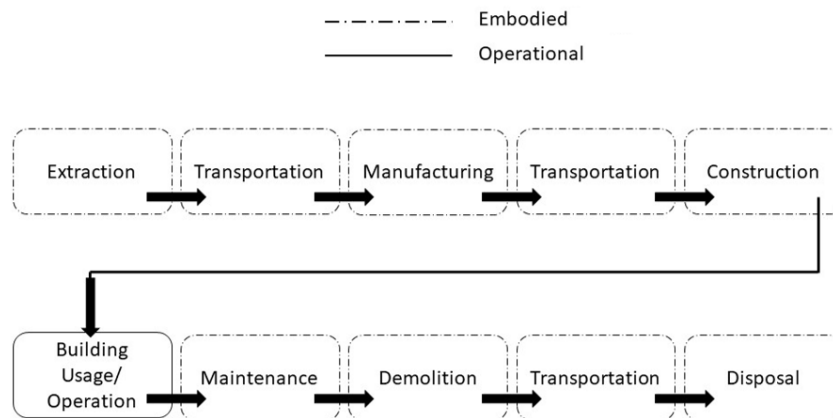 Embodied
Operational
Extraction
Transportation
Manufacturing
Transportation
Construction
Building
Usage/
Operation
Maintenance
Demolition
Transportation
Disposal